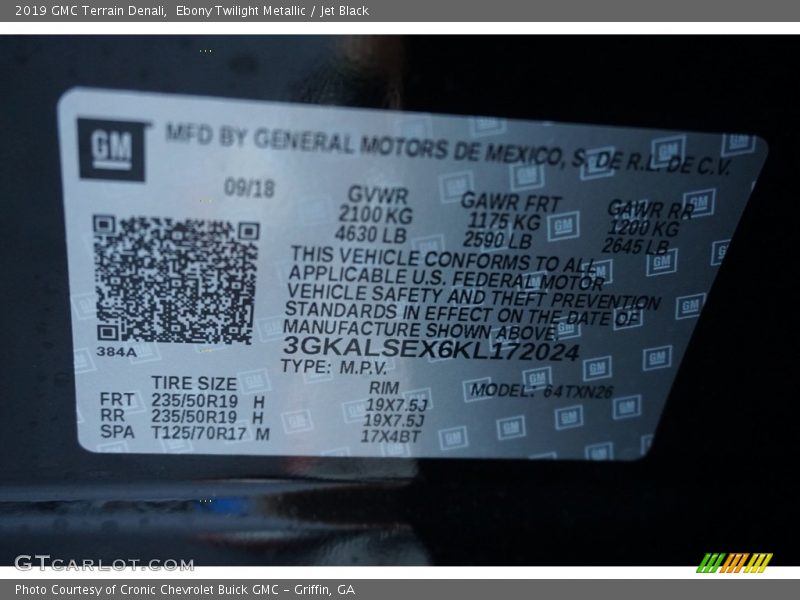 2019 GMC Terrain Denali, Ebony Twilight Metallic / Jet Black
GM MFD BY GENERAL MOTORS DE MEXICO, S. DE R.L. DE C.V.
09/18 GVWR GAWR FRT GAWR RR
2100 KG 1175 KG 1200 KG
4630 LB 2590 LB 2645 LB
THIS VEHICLE CONFORMS TO ALL
APPLICABLE U.S. FEDERAL MOTOR
VEHICLE SAFETY AND THEFT PREVENTION
STANDARDS IN EFFECT ON THE DATE OF
MANUFACTURE SHOWN ABOVE.
384A 3GKALSEX6KL172024
TYPE: M.P.V.
TIRE SIZE RIM MODEL: 64TXN26
FRT 235/50R19 H 19X7.5J
RR 235/50R19 H 19X7.5J
SPA T125/70R17 M 17X4BT
GTcarlot.com
Photo Courtesy of Cronic Chevrolet Buick GMC - Griffin, GA